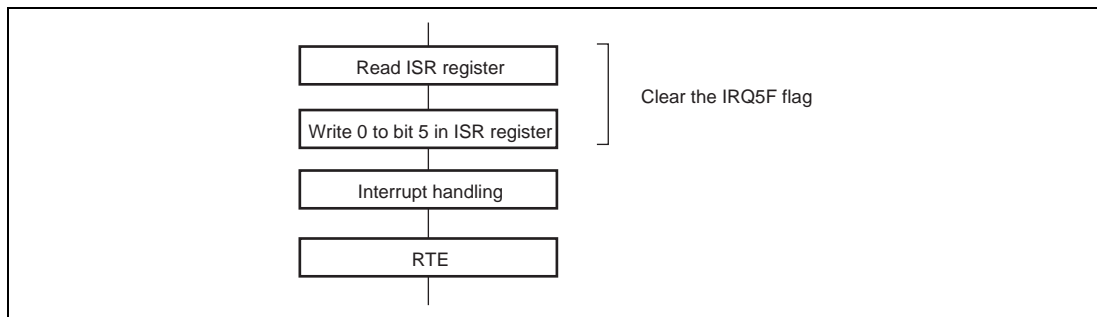 Read ISR register
Clear the IRQ5F flag
Write 0 to bit 5 in ISR register
Interrupt handling
RTE